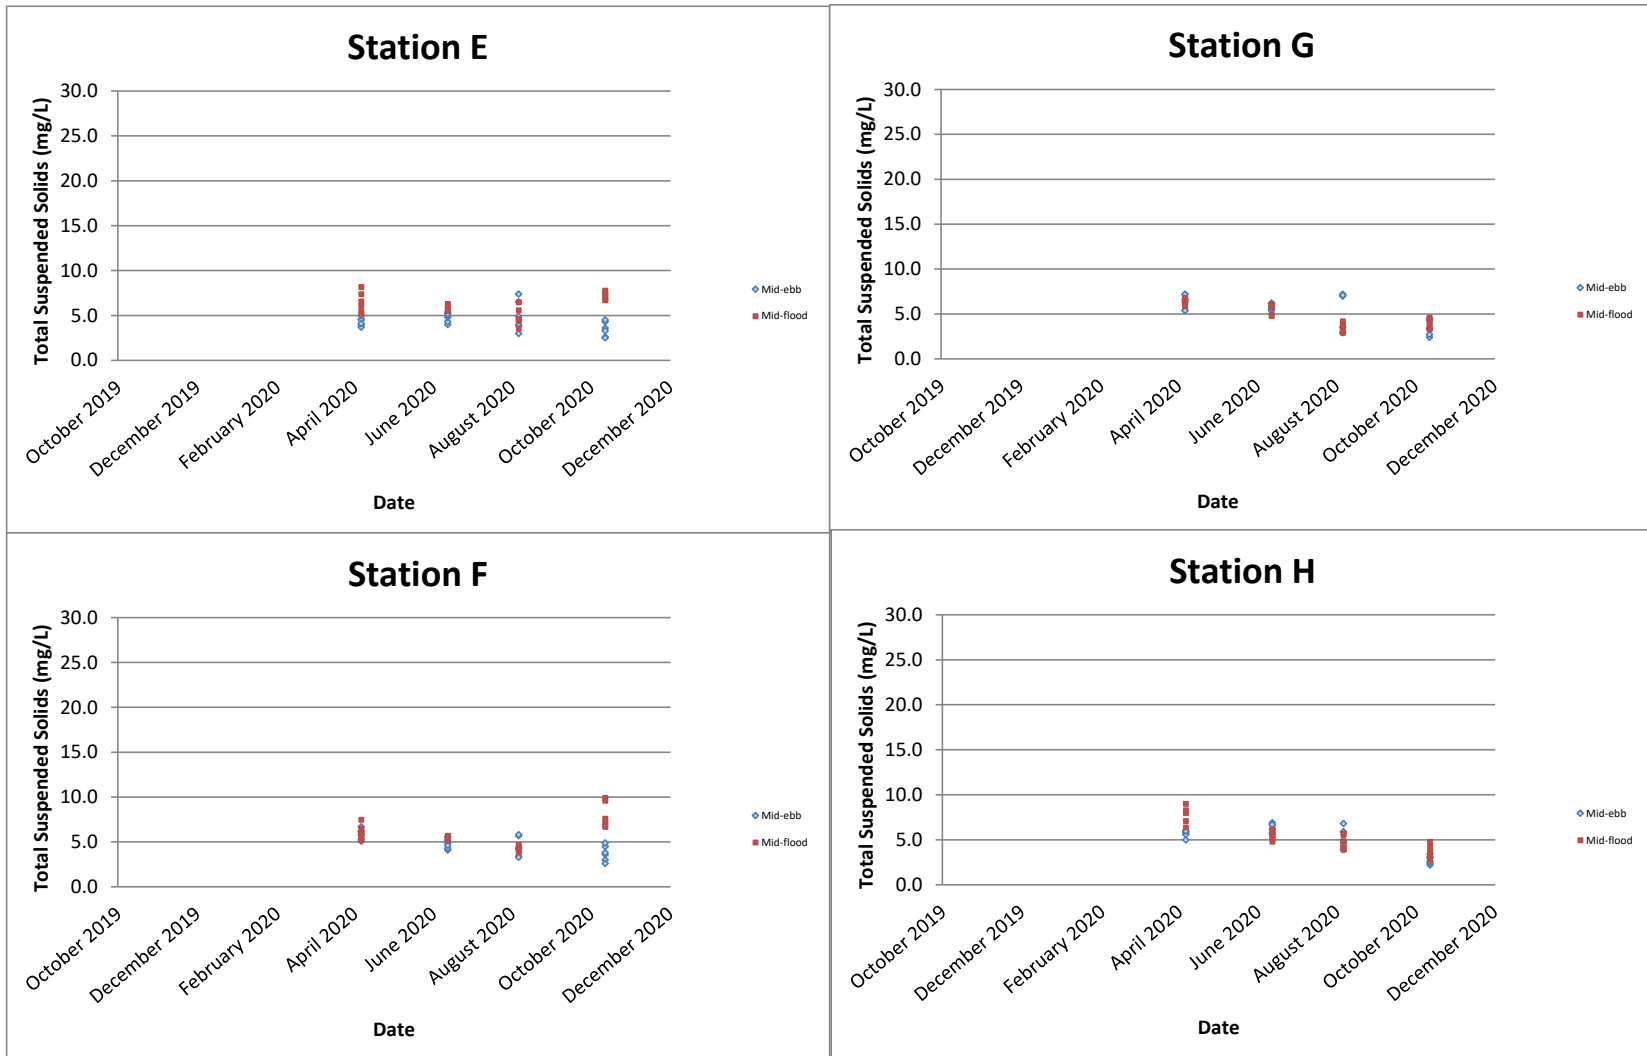 Station E
Total Suspended Solids (mg/L)
30.0
25.0
20.0
15.0
10.0
5.0
0.0
October 2019
December 2019
February 2020
April 2020
June 2020
August 2020
October 2020
December 2020
Date
Mid-ebb
Mid-flood
Station G
Total Suspended Solids (mg/L)
30.0
25.0
20.0
15.0
10.0
5.0
0.0
October 2019
December 2019
February 2020
April 2020
June 2020
August 2020
October 2020
December 2020
Date
Mid-ebb
Mid-flood
Station F
Total Suspended Solids (mg/L)
30.0
25.0
20.0
15.0
10.0
5.0
0.0
October 2019
December 2019
February 2020
April 2020
June 2020
August 2020
October 2020
December 2020
Date
Mid-ebb
Mid-flood
Station H
Total Suspended Solids (mg/L)
30.0
25.0
20.0
15.0
10.0
5.0
0.0
October 2019
December 2019
February 2020
April 2020
June 2020
August 2020
October 2020
December 2020
Date
Mid-ebb
Mid-flood